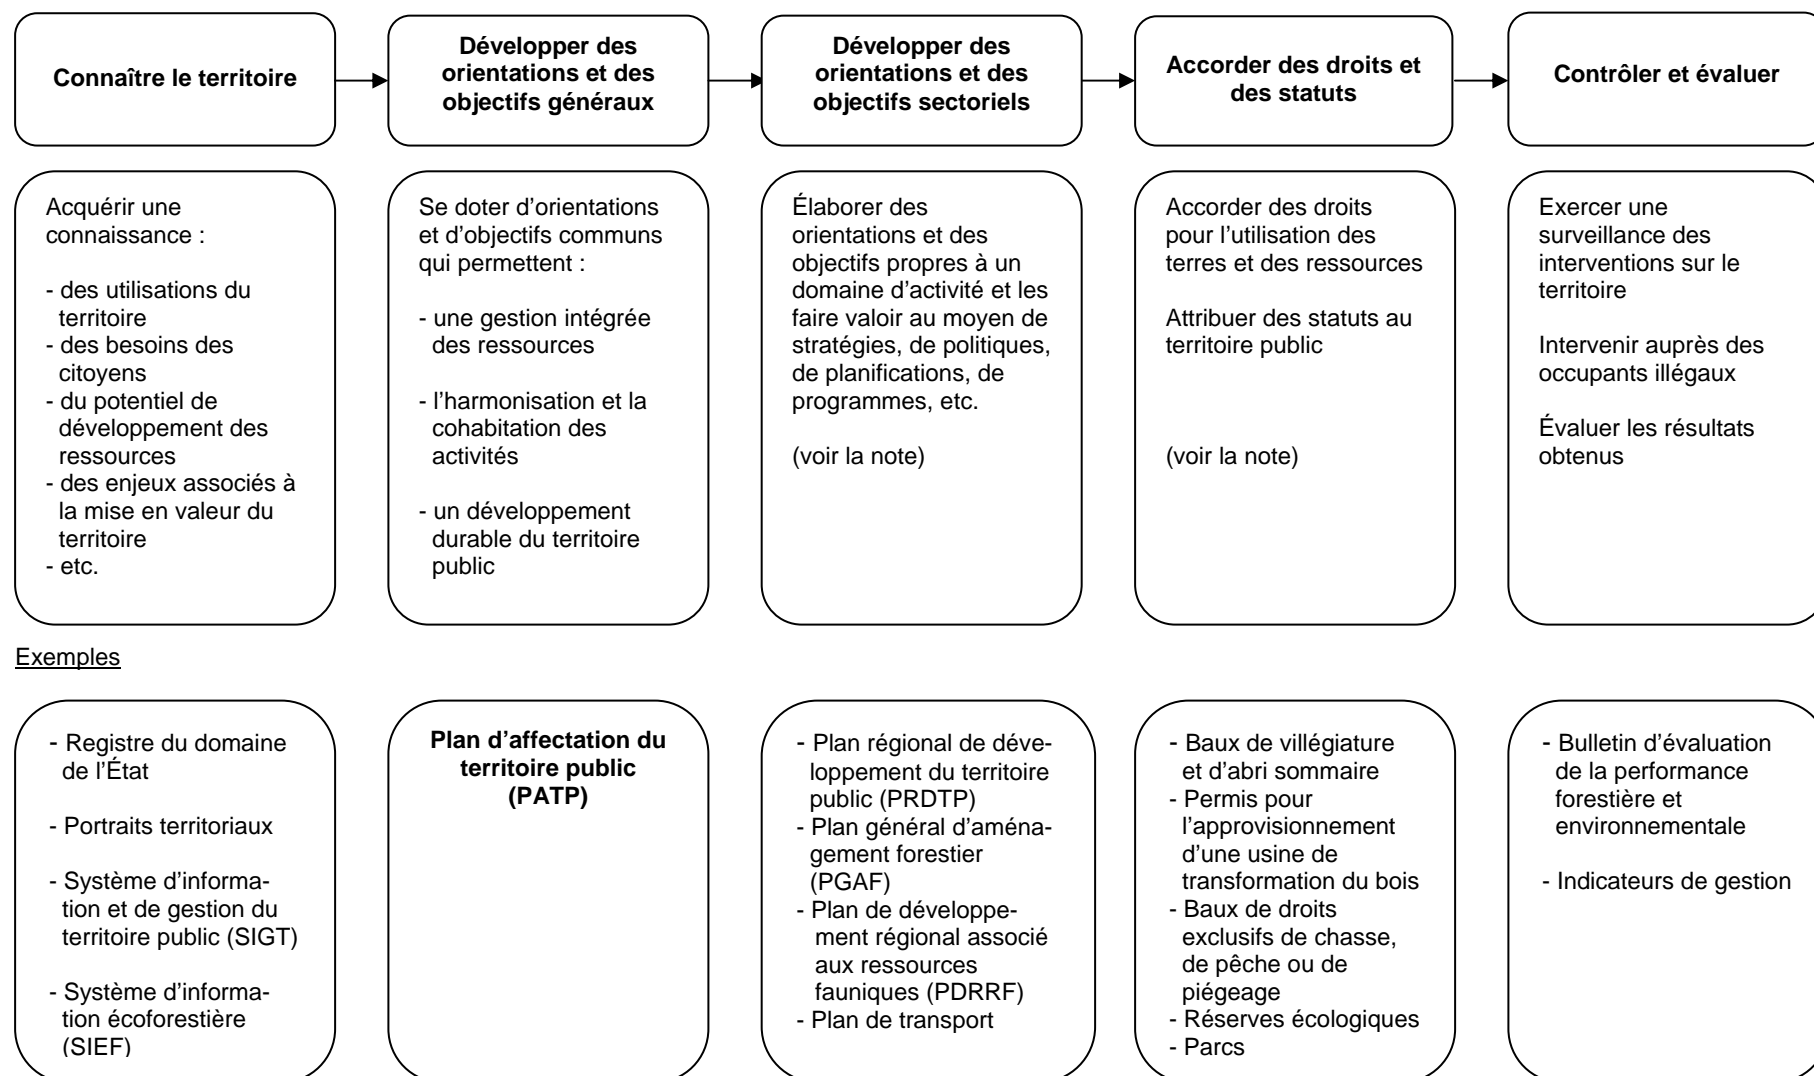 Connaître le territoire
Développer des
orientations et des
objectifs généraux
Développer des
orientations et des
objectifs sectoriels
Accorder des droits et
des statuts
Contrôler et évaluer
Acquérir une
connaissance :
- des utilisations du
territoire
- des besoins des
citoyens
- du potentiel de
développement des
ressources
- des enjeux associés à
la mise en valeur du
territoire
- etc.
Se doter d'orientations
et d'objectifs communs
qui permettent :
- une gestion intégrée
des ressources
- l'harmonisation et la
cohabitation des
activités
- un développement
durable du territoire
public
Élaborer des
orientations et des
objectifs propres à un
domaine d'activité et les
faire valoir au moyen de
stratégies, de politiques,
de planifications, de
programmes, etc.
(voir la note)
Accorder des droits
pour l'utilisation des
terres et des ressources
Attribuer des statuts au
territoire public
(voir la note)
Exercer une
surveillance des
interventions sur le
territoire
Intervenir auprès des
occupants illégaux
Évaluer les résultats
obtenus
Exemples
- Registre du domaine
de l'État
- Portraits territoriaux
- Système d'informa-
tion et de gestion du
territoire public (SIGT)
- Système d'informa-
tion écoforestière
(SIEF)
Plan d'affectation du
territoire public
(PATP)
- Plan régional de déve-
loppement du territoire
public (PRDTP)
- Plan général d'aména-
gement forestier
(PGAF)
- Plan de développe-
ment régional associé
aux ressources
fauniques (PDRRF)
- Plan de transport
- Baux de villégiature
et d'abri sommaire
- Permis pour
l'approvisionnement
d'une usine de
transformation du bois
- Baux de droits
exclusifs de chasse,
de pêche ou de
piégeage
- Réserves écologiques
- Parcs
- Bulletin d'évaluation
de la performance
forestière et
environnementale
- Indicateurs de gestion